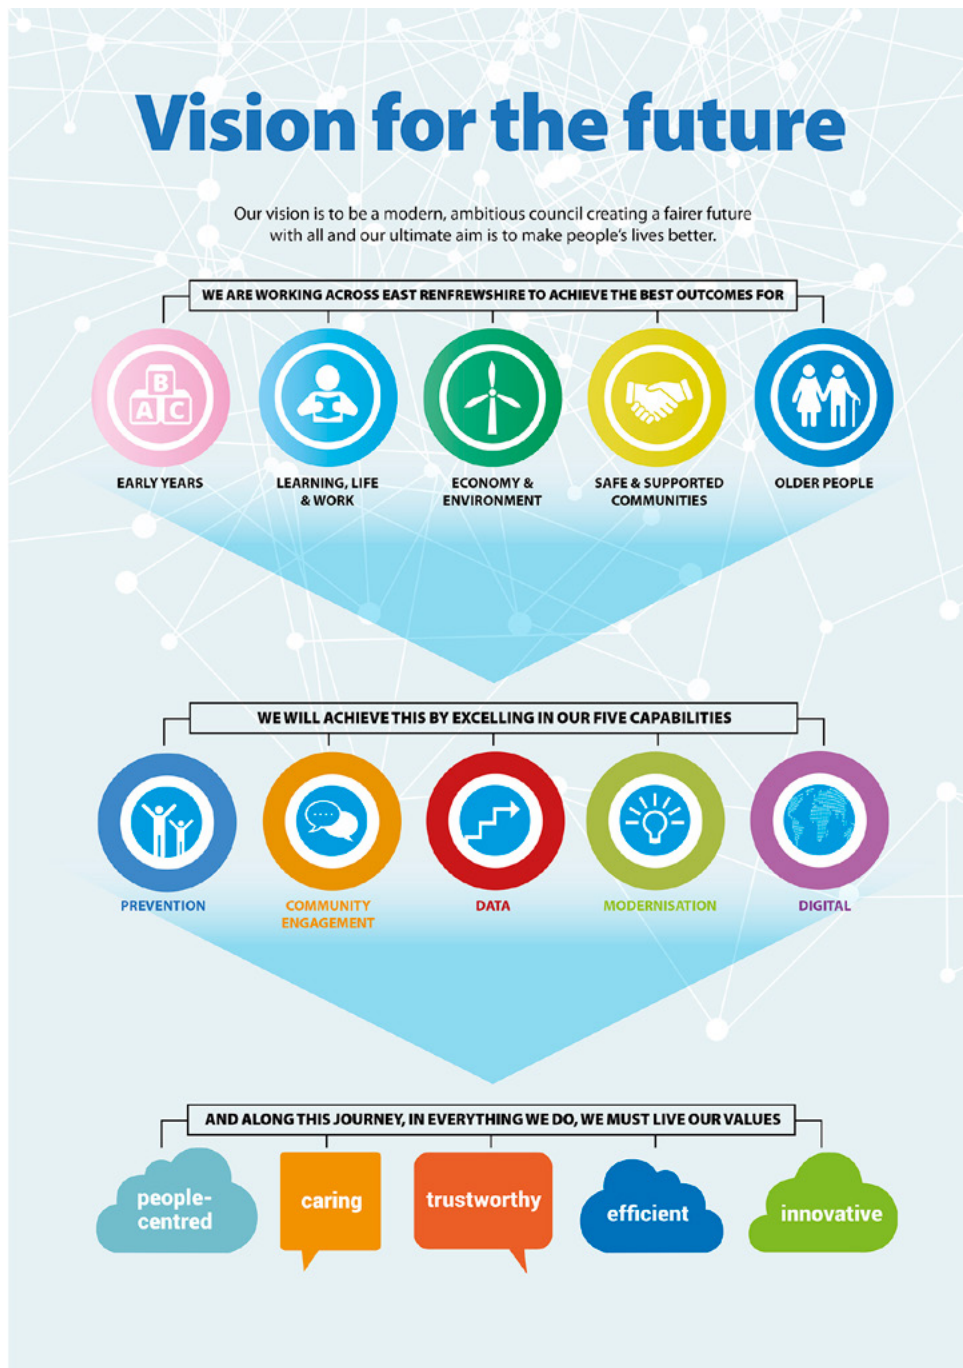 Vision for the future
Our vision is to be a modern, ambitious council creating a fairer future
with all and our ultimate aim is to make people's lives better.
WE ARE WORKING ACROSS EAST RENFREWSHIRE TO ACHIEVE THE BEST OUTCOMES FOR
B
A C
EARLY YEARS
LEARNING, LIFE
& WORK
ECONOMY &
ENVIRONMENT
SAFE & SUPPORTED
COMMUNITIES
OLDER PEOPLE
WE WILL ACHIEVE THIS BY EXCELLING IN OUR FIVE CAPABILITIES
PREVENTION
COMMUNITY
ENGAGEMENT
DATA
MODERNISATION
DIGITAL
AND ALONG THIS JOURNEY, IN EVERYTHING WE DO, WE MUST LIVE OUR VALUES
people-
centred
caring
trustworthy
efficient
innovative